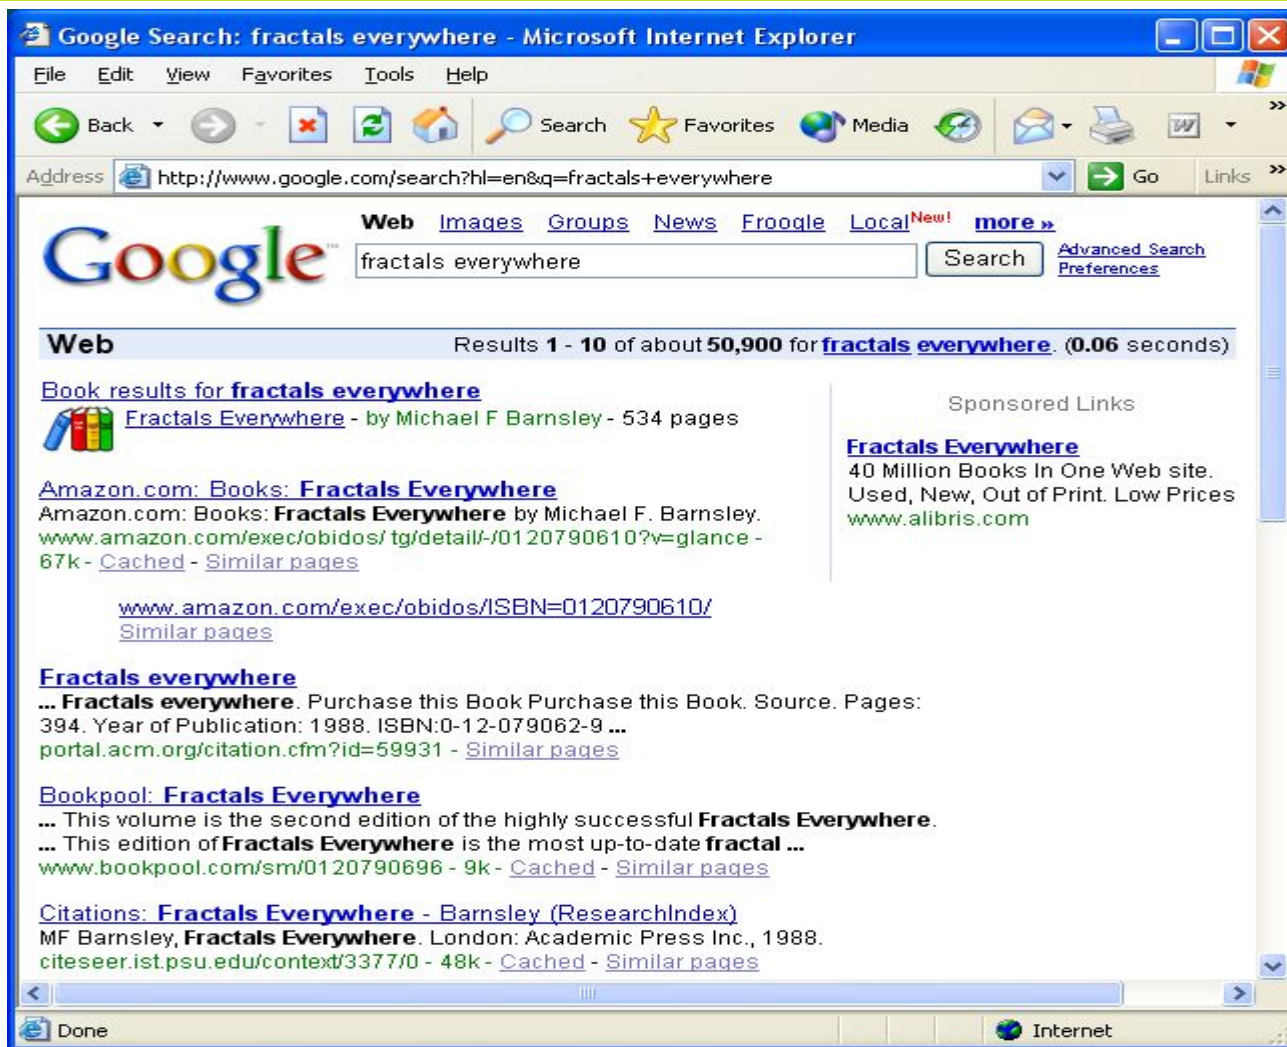 Google Search: fractals everywhere - Microsoft Internet Explorer
File Edit View Favorites Tools Help
Back Search Favorites Media
Address http://www.google.com/search?hl=en&q=fractals+everywhere Go Links
Web Images Groups News Froogle Local New! more »
Google™ fractals everywhere Search Advanced Search
Preferences
Web Results 1 - 10 of about 50,900 for fractals everywhere. (0.06 seconds)
Book results for fractals everywhere
Fractals Everywhere - by Michael F Barnsley - 534 pages
Amazon.com: Books: Fractals Everywhere
Amazon.com: Books: Fractals Everywhere by Michael F. Barnsley.
www.amazon.com/exec/obidos/ tg/detail/-/0120790610?v=glance -
67k - Cached - Similar pages
www.amazon.com/exec/obidos/ISBN=0120790610/
Similar pages
Fractals everywhere
... Fractals everywhere. Purchase this Book Purchase this Book. Source. Pages:
394. Year of Publication: 1988. ISBN:0-12-079062-9 ...
portal.acm.org/citation.cfm?id=59931 - Similar pages
Bookpool: Fractals Everywhere
... This volume is the second edition of the highly successful Fractals Everywhere.
... This edition of Fractals Everywhere is the most up-to-date fractal ...
www.bookpool.com/sm/0120790696 - 9k - Cached - Similar pages
Citations: Fractals Everywhere - Barnsley (ResearchIndex)
MF Barnsley, Fractals Everywhere. London: Academic Press Inc., 1988.
citeseer.ist.psu.edu/context/3377/0 - 48k - Cached - Similar pages
Sponsored Links
Fractals Everywhere
40 Million Books In One Web site.
Used, New, Out of Print. Low Prices
www.alibris.com
Done Internet